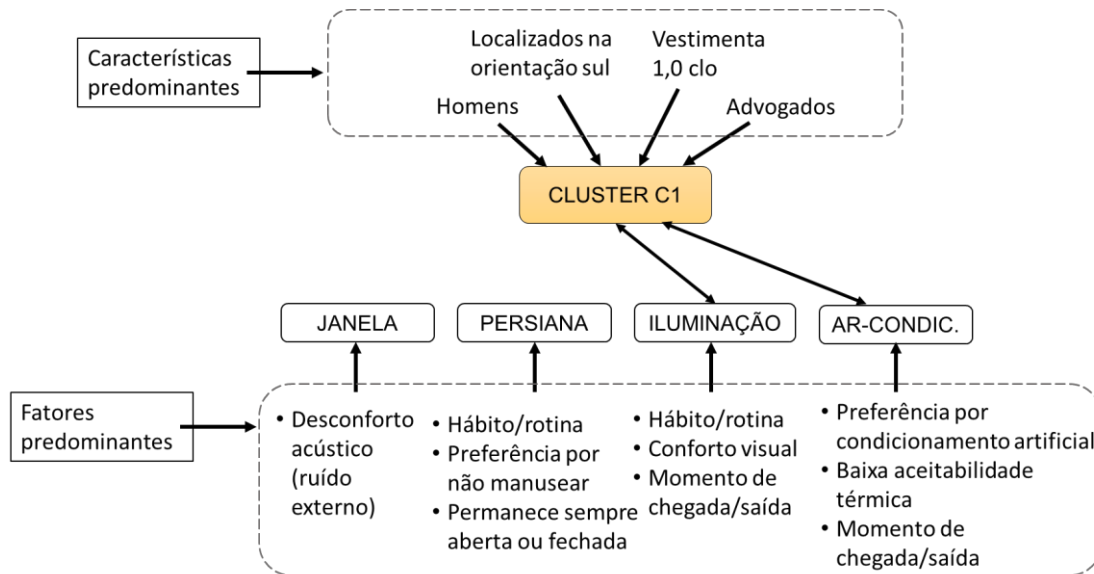 Características
predominantes
Localizados na
orientação sul
Vestimenta
1,0 clo
Homens
Advogados
CLUSTER C1
JANELA
PERSIANA
ILUMINAÇÃO
AR-CONDIC.
Fatores
predominantes
• Desconforto
acústico
(ruído
externo)
• Hábito/rotina
• Preferência por
não manusear
• Permanece sempre
aberta ou fechada
• Hábito/rotina
• Conforto visual
• Momento de
chegada/saída
• Preferência por
condicionamento artificial
• Baixa aceitabilidade
térmica
• Momento de
chegada/saída